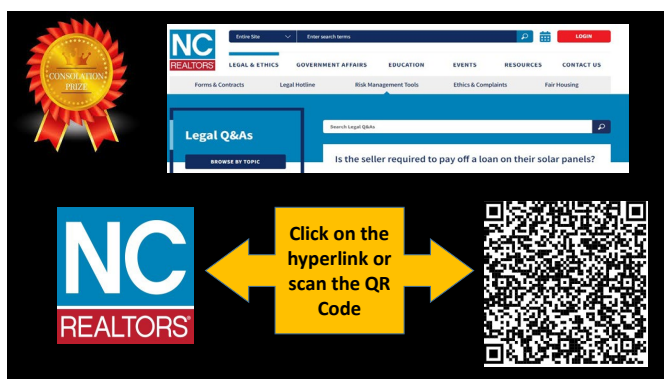 CONSOLATION
PRIZE
NC
REALTORS
Entire Site
Enter search terms
LOGIN
LEGAL & ETHICS GOVERNMENT AFFAIRS EDUCATION EVENTS RESOURCES CONTACT US
Forms & Contracts Legal Hotline Risk Management Tools Ethics & Complaints Fair Housing
Legal Q&As
BROWSE BY TOPIC
Search Legal Q&As
Is the seller required to pay off a loan on their solar panels?
NC
REALTORS®
Click on the
hyperlink or
scan the QR
Code